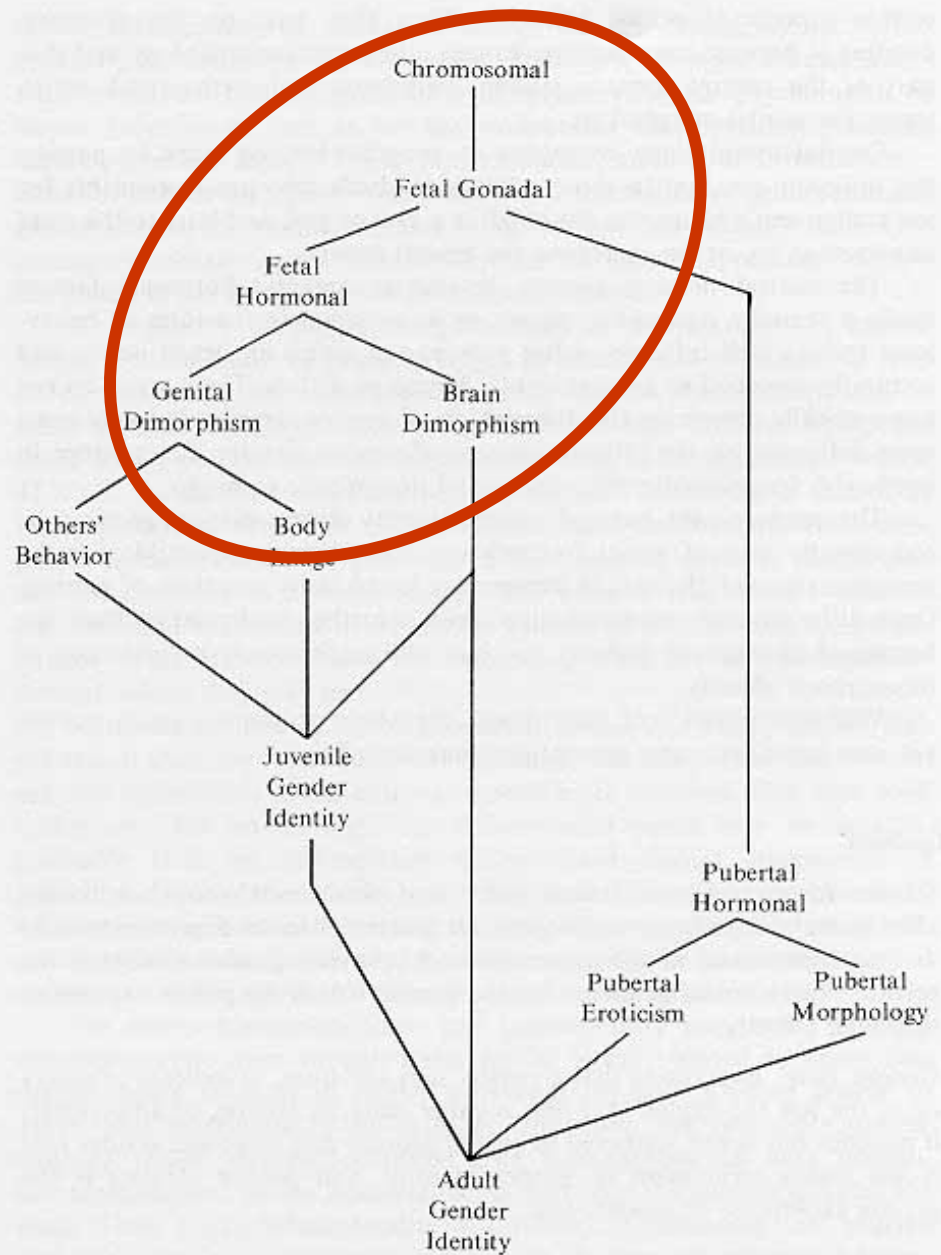 Chromosomal
Fetal Gonadal
Fetal
Hormonal
Genital
Dimorphism
Brain
Dimorphism
Others'
Behavior
Body
Image
Juvenile
Gender
Identity
Pubertal
Hormonal
Pubertal
Eroticism
Pubertal
Morphology
Adult
Gender
Identity